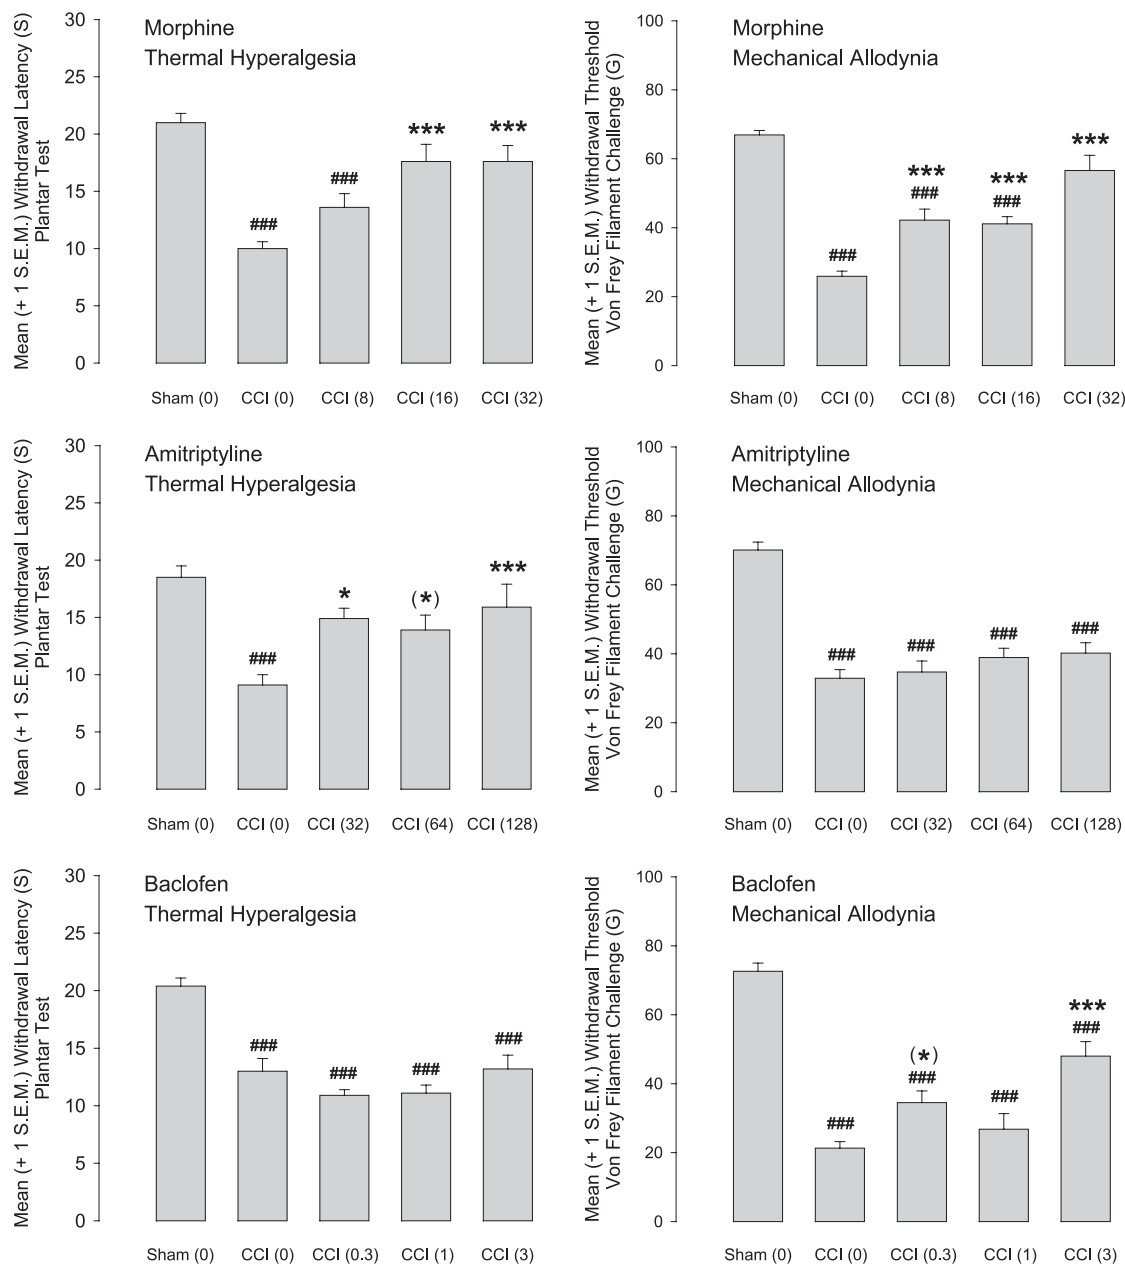 Mean (+ 1 S.E.M.) Withdrawal Latency (S)
Plantar Test
30
25
20
15
10
5
0
Morphine
Thermal Hyperalgesia
###
###
***
***
Sham (0) CCI (0) CCI (8) CCI (16) CCI (32)
Mean (+ 1 S.E.M.) Withdrawal Threshold
Von Frey Filament Challenge (G)
100
80
60
40
20
0
Morphine
Mechanical Allodynia
###
***
###
***
###
***
Sham (0) CCI (0) CCI (8) CCI (16) CCI (32)
Mean (+ 1 S.E.M.) Withdrawal Latency (S)
Plantar Test
30
25
20
15
10
5
0
Amitriptyline
Thermal Hyperalgesia
###
*
(*)
***
Sham (0) CCI (0) CCI (32) CCI (64) CCI (128)
Mean (+ 1 S.E.M.) Withdrawal Threshold
Von Frey Filament Challenge (G)
100
80
60
40
20
0
Amitriptyline
Mechanical Allodynia
###
###
###
###
Sham (0) CCI (0) CCI (32) CCI (64) CCI (128)
Mean (+ 1 S.E.M.) Withdrawal Latency (S)
Plantar Test
30
25
20
15
10
5
0
Baclofen
Thermal Hyperalgesia
###
###
###
###
Sham (0) CCI (0) CCI (0.3) CCI (1) CCI (3)
Mean (+ 1 S.E.M.) Withdrawal Threshold
Von Frey Filament Challenge (G)
100
80
60
40
20
0
Baclofen
Mechanical Allodynia
###
(*)
###
###
***
###
Sham (0) CCI (0) CCI (0.3) CCI (1) CCI (3)